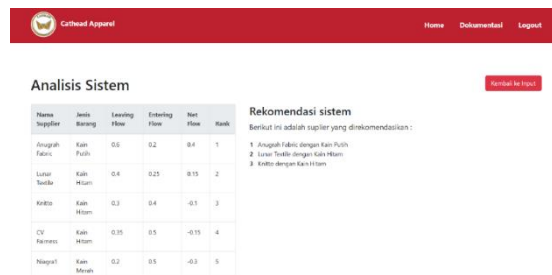 Cathead Apparel
Home Dokumentasi Logout
Analisis Sistem
Kembali ke Input
Nama Supplier Jenis Barang Leaving Flow Entering Flow Net Flow Rank
Anugrah Fabric Kain Putih 0.6 0.2 0.4 1
Lunar Textile Kain Hitam 0.4 0.25 0.15 2
Knitto Kain Hitam 0.3 0.4 -0.1 3
CV Fairness Kain Hitam 0.35 0.5 -0.15 4
Niagra1 Kain Merah 0.2 0.5 -0.3 5
Rekomendasi sistem
Berikut ini adalah suplier yang direkomendasikan :
1 Anugrah Fabric dengan Kain Putih
2 Lunar Textile dengan Kain Hitam
3 Knitto dengan Kain Hitam